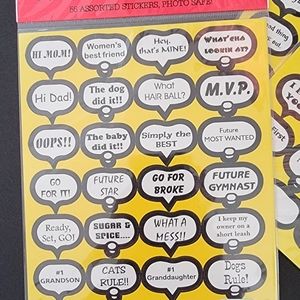 55 ASSORTED STICKERS, PHOTO SAFE!
HI MOM!
Women's
best friend
Hey,
that's MINE!
WHAT'CHA
LOOKIN AT?
Hi Dad!
The dog
did it!!
What
HAIR BALL?
M.V.P.
OOPS!!
The baby
did it!!
Simply the
BEST
Future
MOST WANTED
GO
FOR IT!
FUTURE
STAR
GO FOR
BROKE
FUTURE
GYMNAST
Ready,
Set, GO!
SUGAR &
SPICE....
WHAT A
MESS!!
I keep my
owner on a
short leash
#1
GRANDSON
CATS
RULE!!
#1
Granddaughter
Dogs
Rule!
thing